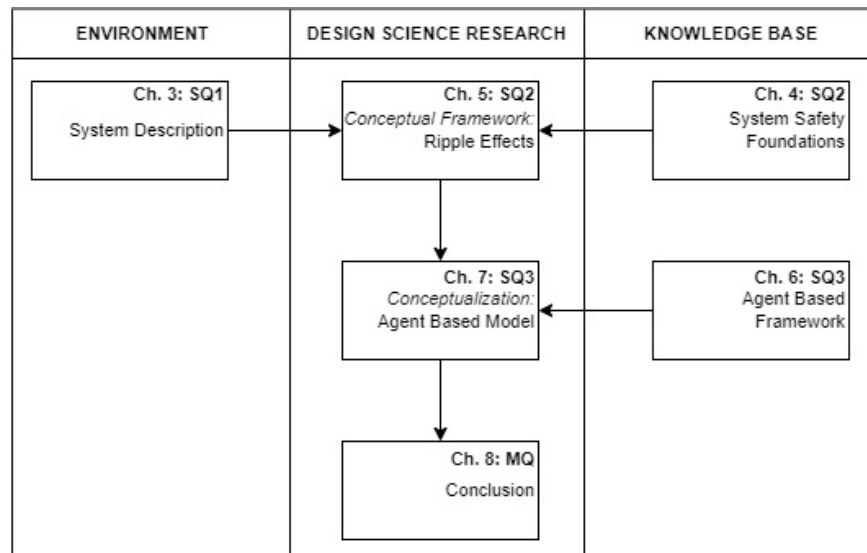 ENVIRONMENT
DESIGN SCIENCE RESEARCH
KNOWLEDGE BASE
Ch. 3: SQ1
System Description
Ch. 5: SQ2
Conceptual Framework:
Ripple Effects
Ch. 4: SQ2
System Safety
Foundations
Ch. 7: SQ3
Conceptualization:
Agent Based Model
Ch. 6: SQ3
Agent Based
Framework
Ch. 8: MQ
Conclusion